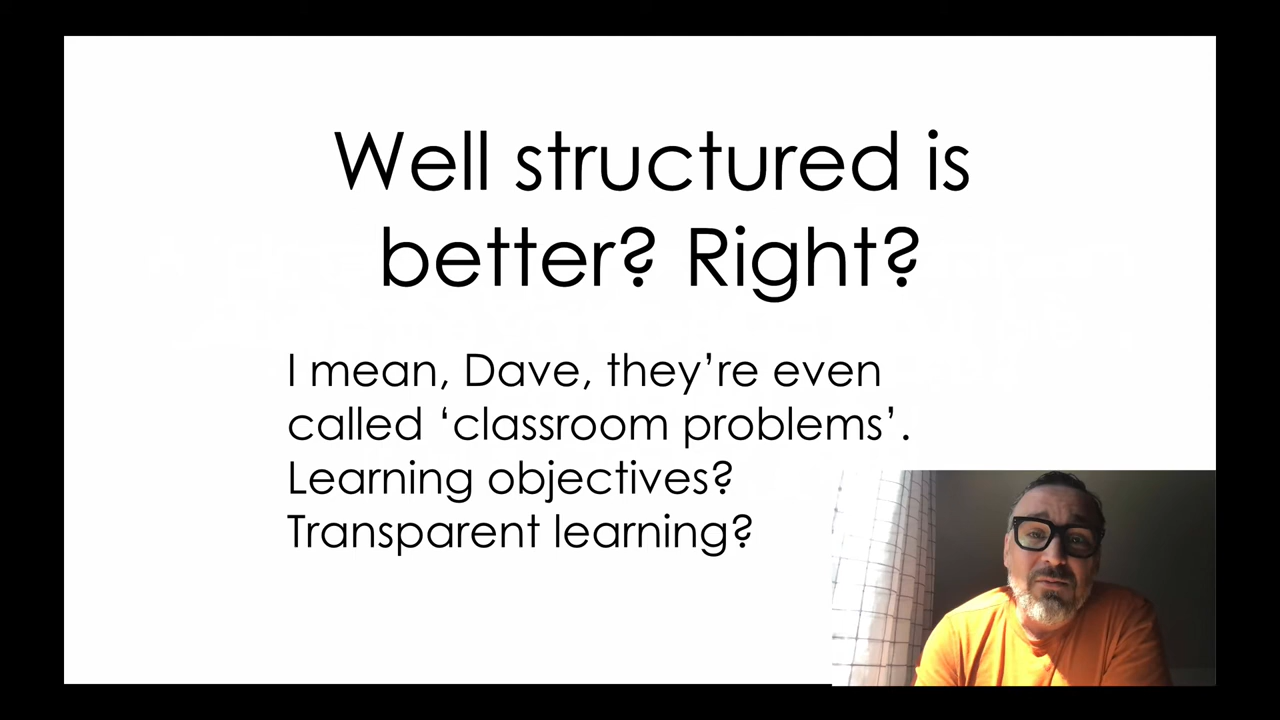 Well structured is
better? Right?
I mean, Dave, they’re even
called ‘classroom problems’.
Learning objectives?
Transparent learning?